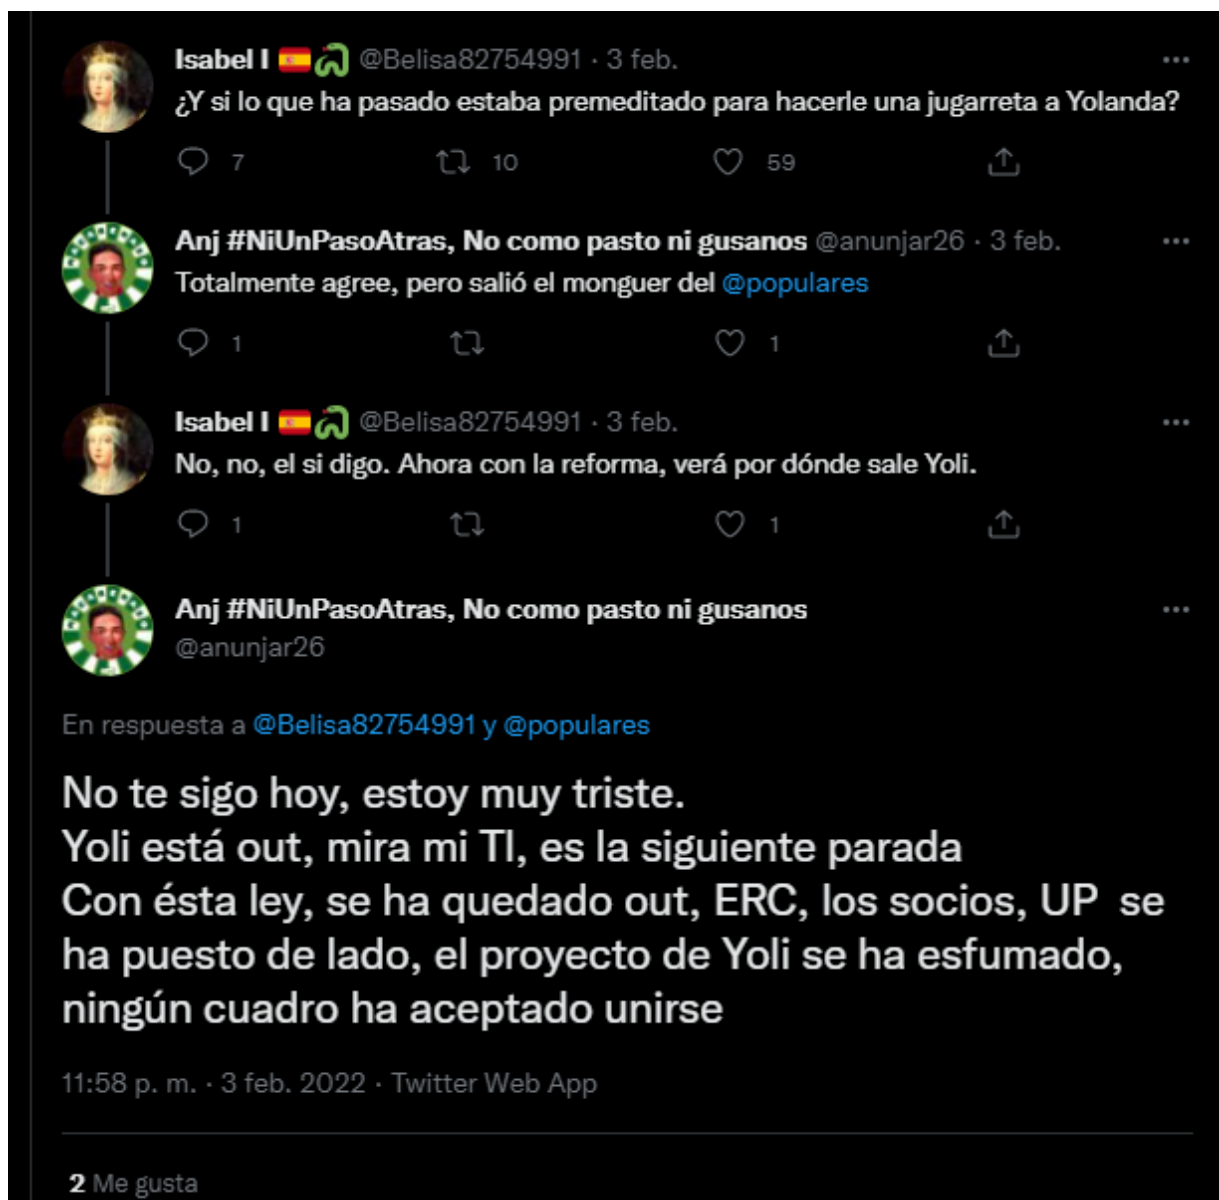 Isabel I 🇪🇸 @Belisa82754991 · 3 feb.
¿Y si lo que ha pasado estaba premeditado para hacerle una jugarreta a Yolanda?
7 10 59
Anj #NiUnPasoAtras, No como pasto ni gusanos @anunjar26 · 3 feb.
Totalmente agree, pero salió el monguer del @populares
1 1
Isabel I 🇪🇸 @Belisa82754991 · 3 feb.
No, no, el si digo. Ahora con la reforma, verá por dónde sale Yoli.
1 1
Anj #NiUnPasoAtras, No como pasto ni gusanos
@anunjar26
En respuesta a @Belisa82754991 y @populares
No te sigo hoy, estoy muy triste.
Yoli está out, mira mi Tl, es la siguiente parada
Con ésta ley, se ha quedado out, ERC, los socios, UP se
ha puesto de lado, el proyecto de Yoli se ha esfumado,
ningún cuadro ha aceptado unirse
11:58 p. m. · 3 feb. 2022 · Twitter Web App
2 Me gusta